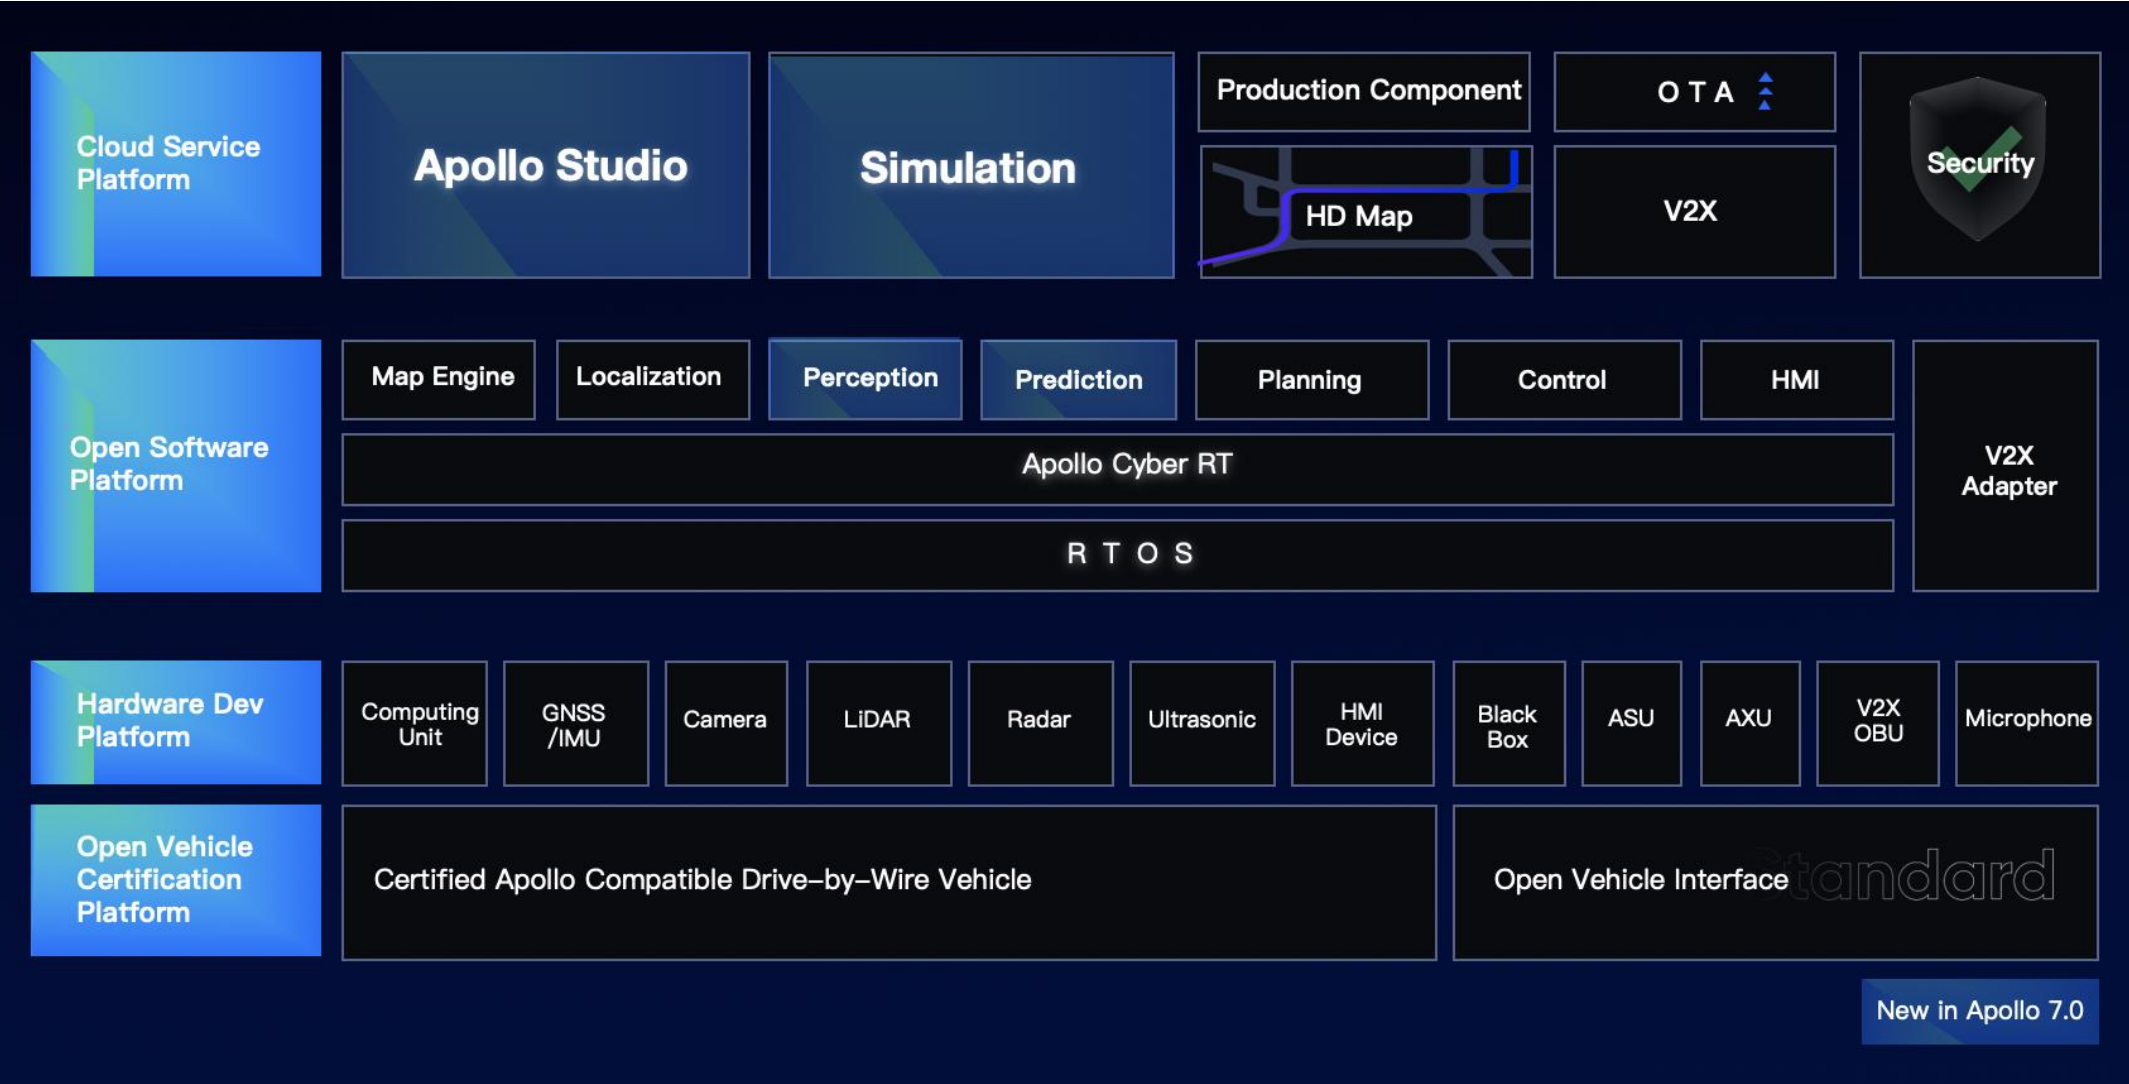 Cloud Service
Platform
Apollo Studio
Simulation
Production Component
HD Map
O T A
V2X
Security
Open Software
Platform
Map Engine
Localization
Perception
Prediction
Planning
Control
HMI
Apollo Cyber RT
R T O S
V2X
Adapter
Hardware Dev
Platform
Computing
Unit
GNSS
/IMU
Camera
LiDAR
Radar
Ultrasonic
HMI
Device
Black
Box
ASU
AXU
V2X
OBU
Microphone
Open Vehicle
Certification
Platform
Certified Apollo Compatible Drive–by–Wire Vehicle
Open Vehicle Interface Standard
New in Apollo 7.0